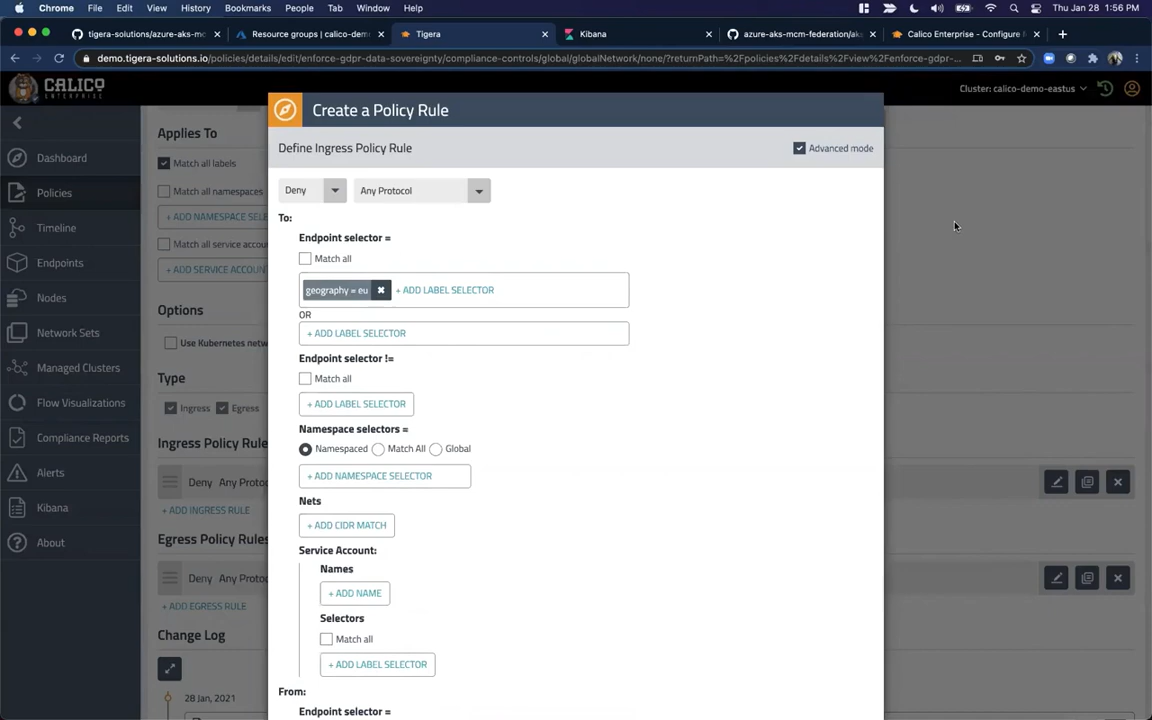 Chrome File Edit View History Bookmarks People Tab Window Help Thu Jan 28 1:56 PM
tigera-solutions/azure-aks-mc × Resource groups | calico-dem × Tigera × Kibana × azure-aks-mcm-federation/ak × Calico Enterprise - Configure × +
demo.tigera-solutions.io/policies/details/edit/enforce-gdpr-data-sovereignty/compliance-controls/global/globalNetwork/none/?returnPath=%2Fpolicies%2Fdetails%2Fview%2Fenforce-gdpr-...
CALICO
ENTERPRISE
Cluster: calico-demo-eastus
Dashboard
Policies
Timeline
Endpoints
Nodes
Network Sets
Managed Clusters
Flow Visualizations
Compliance Reports
Alerts
Kibana
About
Applies To
Match all labels
Match all namespaces
+ ADD NAMESPACE SELE
Match all service accou
+ ADD SERVICE ACCOUNT
Options
Use Kubernetes netw
Type
Ingress Egress
Ingress Policy Rule
Deny Any Protoc
+ ADD INGRESS RULE
Egress Policy Rules
Deny Any Protoc
+ ADD EGRESS RULE
Change Log
28 Jan, 2021
Create a Policy Rule
Define Ingress Policy Rule
Advanced mode
Deny Any Protocol
To:
Endpoint selector =
Match all
geography = eu × + ADD LABEL SELECTOR
OR
+ ADD LABEL SELECTOR
Endpoint selector !=
Match all
+ ADD LABEL SELECTOR
Namespace selectors =
Namespaced Match All Global
+ ADD NAMESPACE SELECTOR
Nets
+ ADD CIDR MATCH
Service Account:
Names
+ ADD NAME
Selectors
Match all
+ ADD LABEL SELECTOR
From:
Endpoint selector =